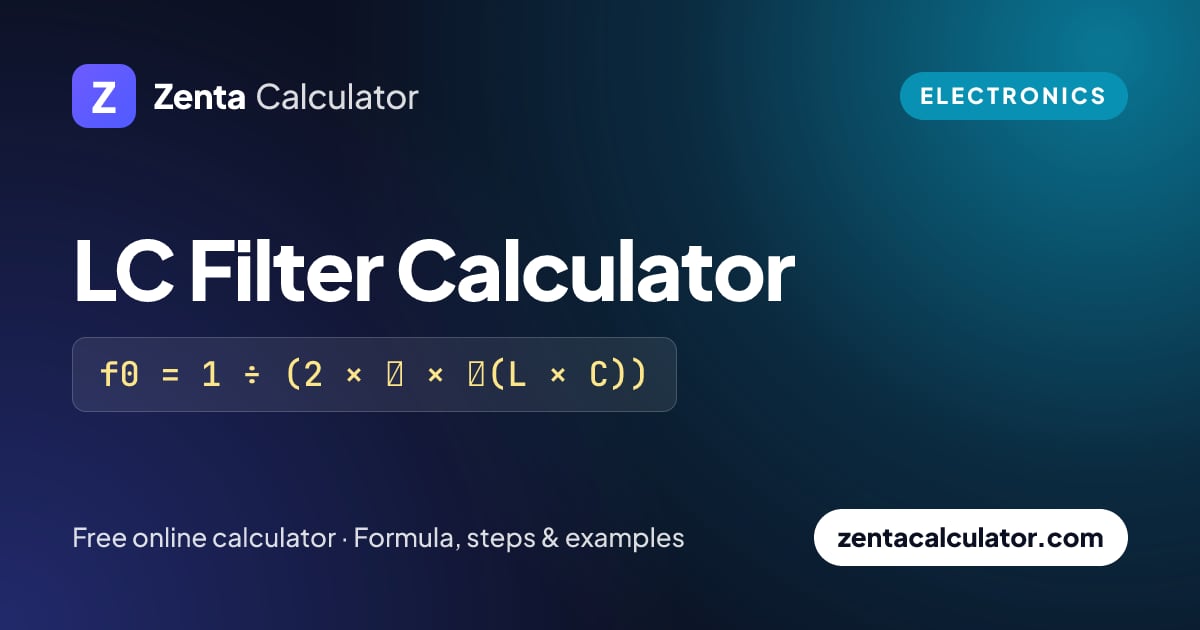 Z Zenta Calculator
ELECTRONICS
LC Filter Calculator
f0 = 1 ÷ (2 × × (L × C))
Free online calculator · Formula, steps & examples
zentacalculator.com